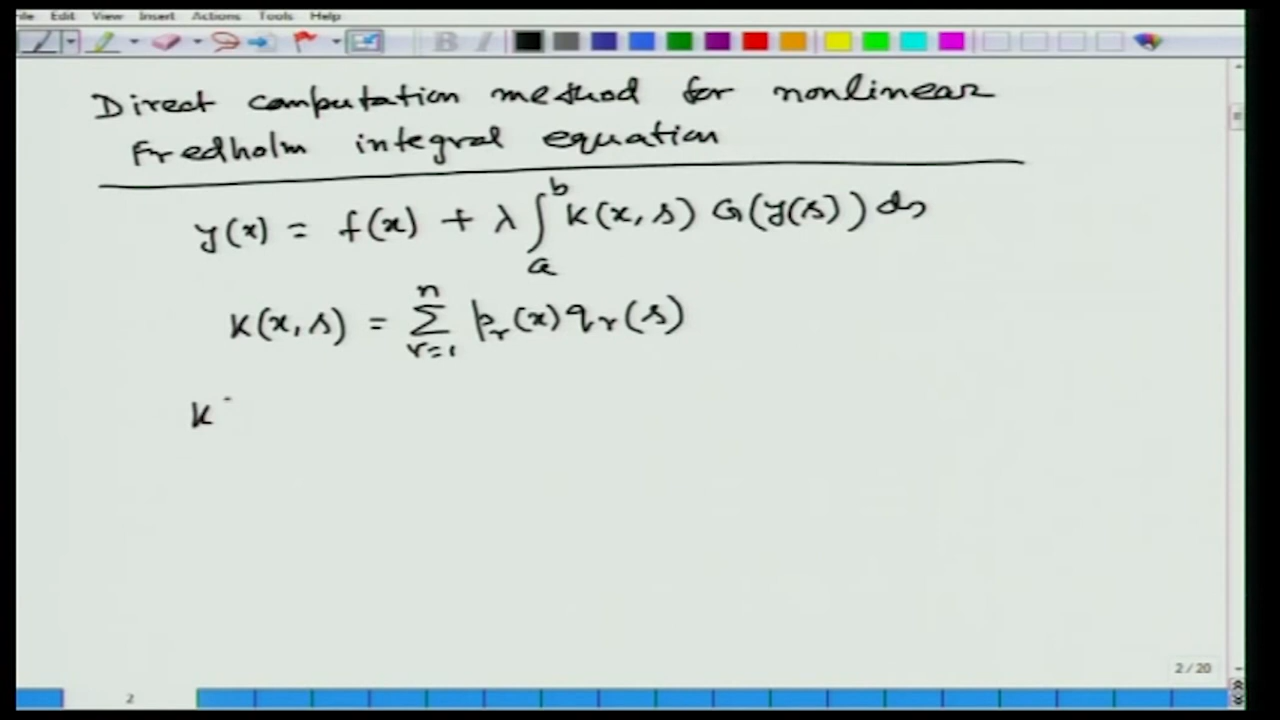 File Edit View Insert Actions Tools Help
Direct computation method for nonlinear
Fredholm integral equation
y(x) = f(x) + λ ∫_a^b K(x, s) G(y(s)) ds
K(x, s) = Σ_{r=1}^n p_r(x) q_r(s)
K
2 / 20
2